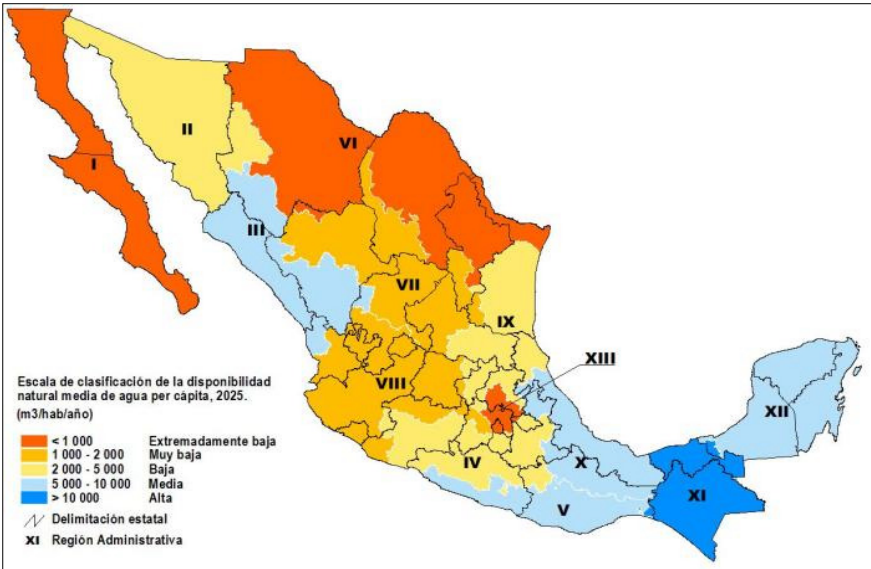 I
II
III
VI
VII
VIII
IX
XIII
IV
X
V
XI
XII
Escala de clasificación de la disponibilidad
natural media de agua per cápita, 2025.
(m3/hab/año)
< 1 000 Extremadamente baja
1 000 - 2 000 Muy baja
2 000 - 5 000 Baja
5 000 - 10 000 Media
> 10 000 Alta
Delimitación estatal
XI Región Administrativa